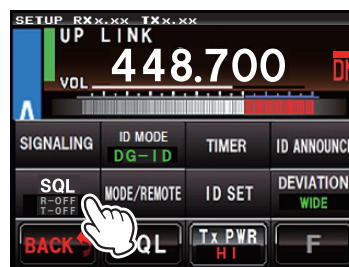 SETUP RXx.xx TXx.xx
UP LINK
VOL 448.700
A
SIGNALING ID MODE TIMER ID ANNOUNC
DG-ID
SQL MODE/REMOTE ID SET DEVIATION
R-OFF WIDE
T-OFF
BACK QL Tx PWR F
HI